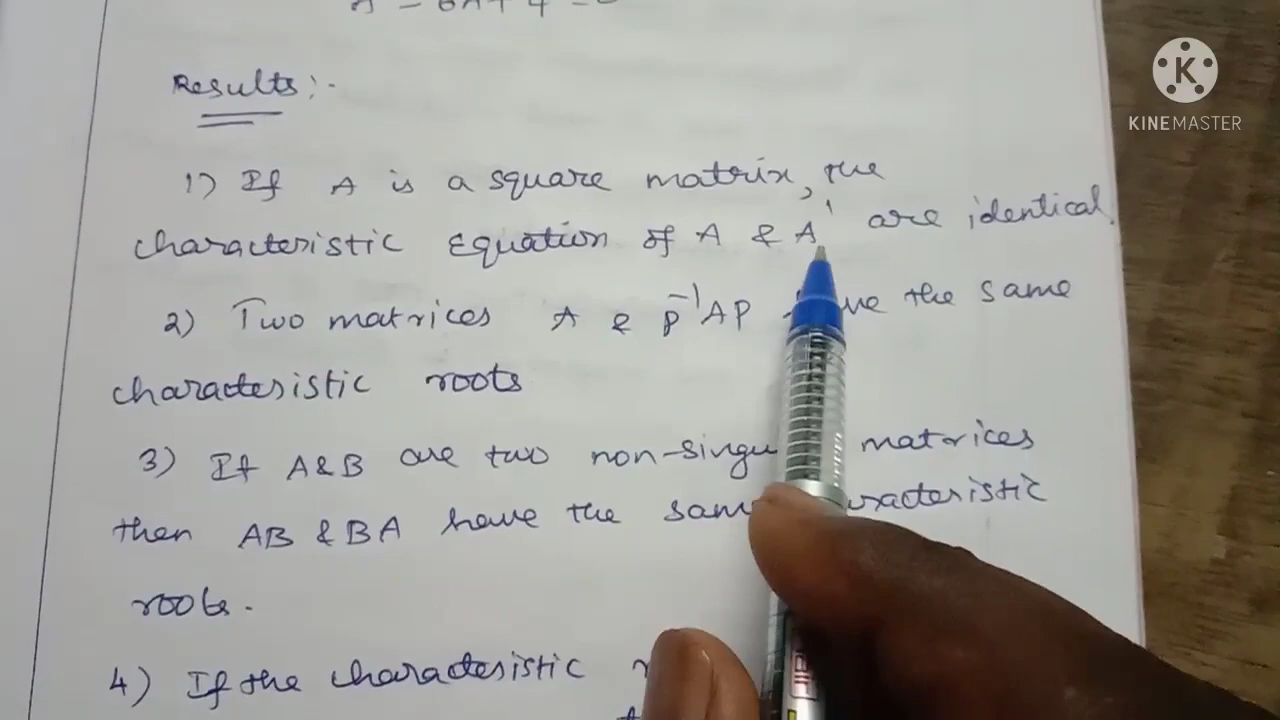 Results :-
1) If A is a square matrix, the
characteristic Equation of A & A' are identical.
2) Two matrices A & P⁻¹AP the same
characteristic roots
3) If A&B are two non-singu matrices
then AB & BA have the same
roots.
4) If the characteristic
K
KINEMASTER